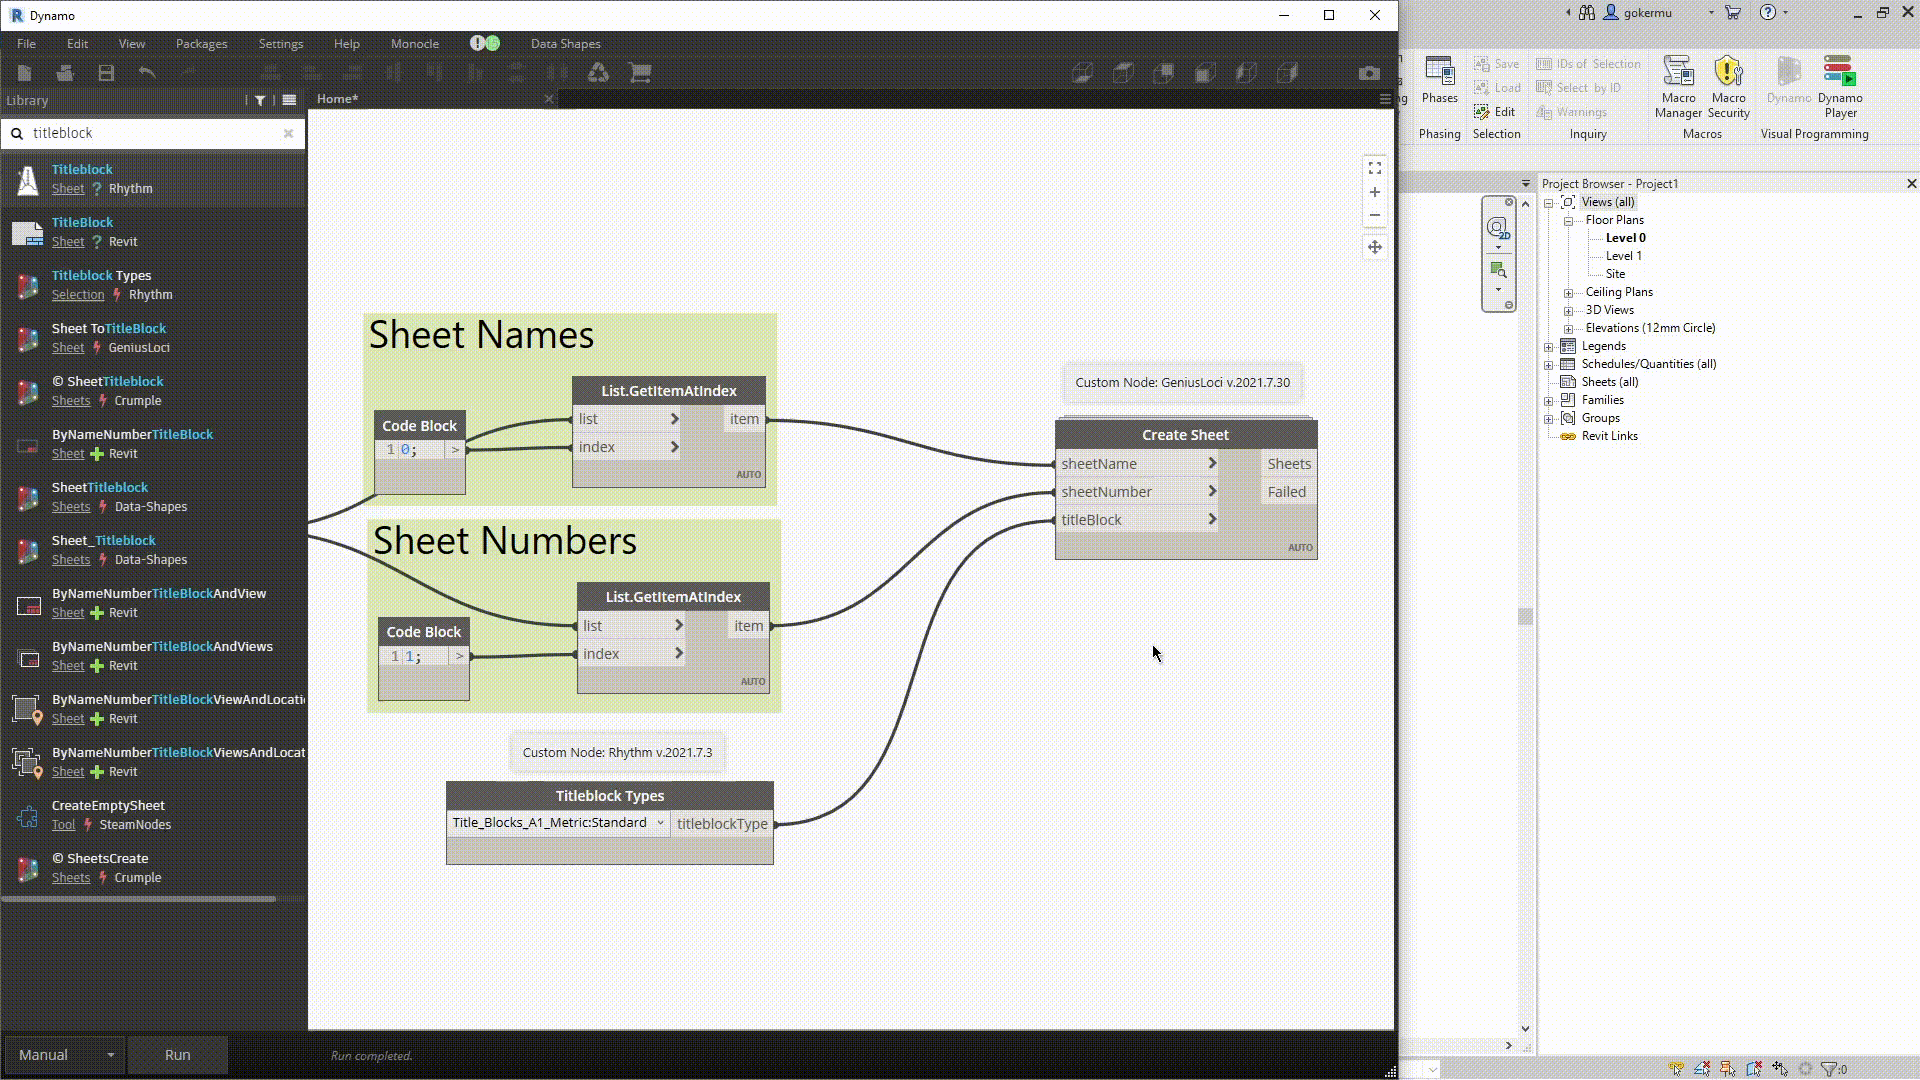 Dynamo
gokermu
File Edit View Packages Settings Help Monocle Data Shapes
Save
IDs of Selection
Load
Select by ID
Phases
Edit
Warnings
Macro Manager
Macro Security
Dynamo
Dynamo Player
Phasing Selection Inquiry Macros Visual Programming
Library
Home*
titleblock
Titleblock
Sheet ? Rhythm
TitleBlock
Sheet ? Revit
Titleblock Types
Selection Rhythm
Sheet ToTitleBlock
Sheet GeniusLoci
© SheetTitleblock
Sheets Crumple
ByNameNumberTitleBlock
Sheet Revit
SheetTitleblock
Sheets Data-Shapes
Sheet_Titleblock
Sheets Data-Shapes
ByNameNumberTitleBlockAndView
Sheet Revit
ByNameNumberTitleBlockAndViews
Sheet Revit
ByNameNumberTitleBlockViewAndLocati
Sheet Revit
ByNameNumberTitleBlockViewsAndLocat
Sheet Revit
CreateEmptySheet
Tool SteamNodes
© SheetsCreate
Sheets Crumple
Sheet Names
List.GetItemAtIndex
list > item
index >
AUTO
Code Block
1 0; >
Sheet Numbers
List.GetItemAtIndex
list > item
index >
AUTO
Code Block
1 1; >
Custom Node: Rhythm v.2021.7.3
Titleblock Types
Title_Blocks_A1_Metric:Standard titleblockType
Custom Node: GeniusLoci v.2021.7.30
Create Sheet
sheetName > Sheets
sheetNumber > Failed
titleBlock >
AUTO
2D
Project Browser - Project1
Views (all)
Floor Plans
Level 0
Level 1
Site
Ceiling Plans
3D Views
Elevations (12mm Circle)
Legends
Schedules/Quantities (all)
Sheets (all)
Families
Groups
Revit Links
Manual
Run
Run completed.
:0